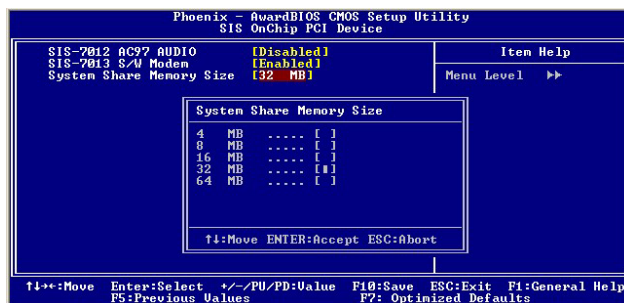 Phoenix - AwardBIOS CMOS Setup Utility
SIS OnChip PCI Device
SIS-7012 AC97 AUDIO [Disabled]
SIS-7013 S/W Modem [Enabled]
System Share Memory Size [32 MB]
Item Help
Menu Level ▶▶
System Share Memory Size
4 MB ..... [ ]
8 MB ..... [ ]
16 MB ..... [ ]
32 MB ..... [■]
64 MB ..... [ ]
↑↓:Move ENTER:Accept ESC:Abort
↑↓→←:Move Enter:Select +/-/PU/PD:Value F10:Save ESC:Exit F1:General Help
F5:Previous Values F7: Optimized Defaults